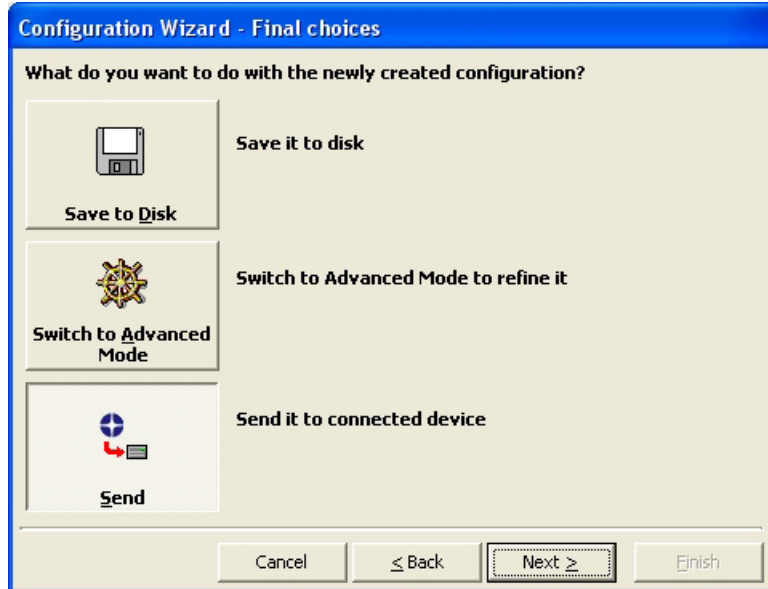 Configuration Wizard - Final choices
What do you want to do with the newly created configuration?
Save to Disk
Save it to disk
Switch to Advanced
Mode
Switch to Advanced Mode to refine it
Send
Send it to connected device
Cancel
< Back
Next >
Finish